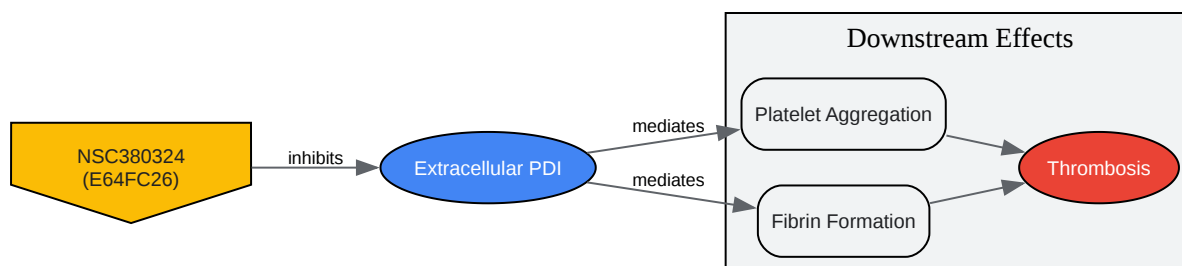 Downstream Effects
NSC380324
(E64FC26)
inhibits
Extracellular PDI
mediates
mediates
Platelet Aggregation
Fibrin Formation
Thrombosis